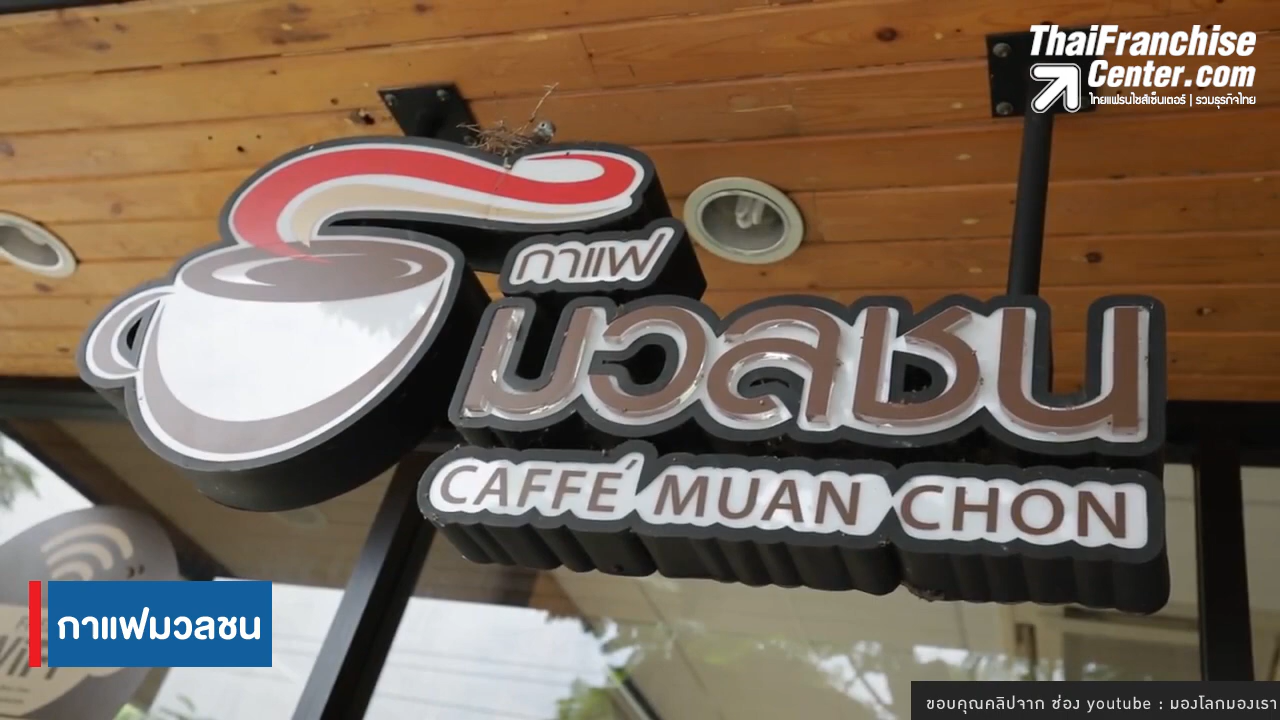 ThaiFranchise
Center.com
ไทยแฟรนไชส์เซ็นเตอร์ | รวมธุรกิจไทย
กาแฟ
มวลชน
CAFFÉ MUAN CHON
กาแฟมวลชน
ขอบคุณคลิปจาก ช่อง youtube : มองโลกมองเรา